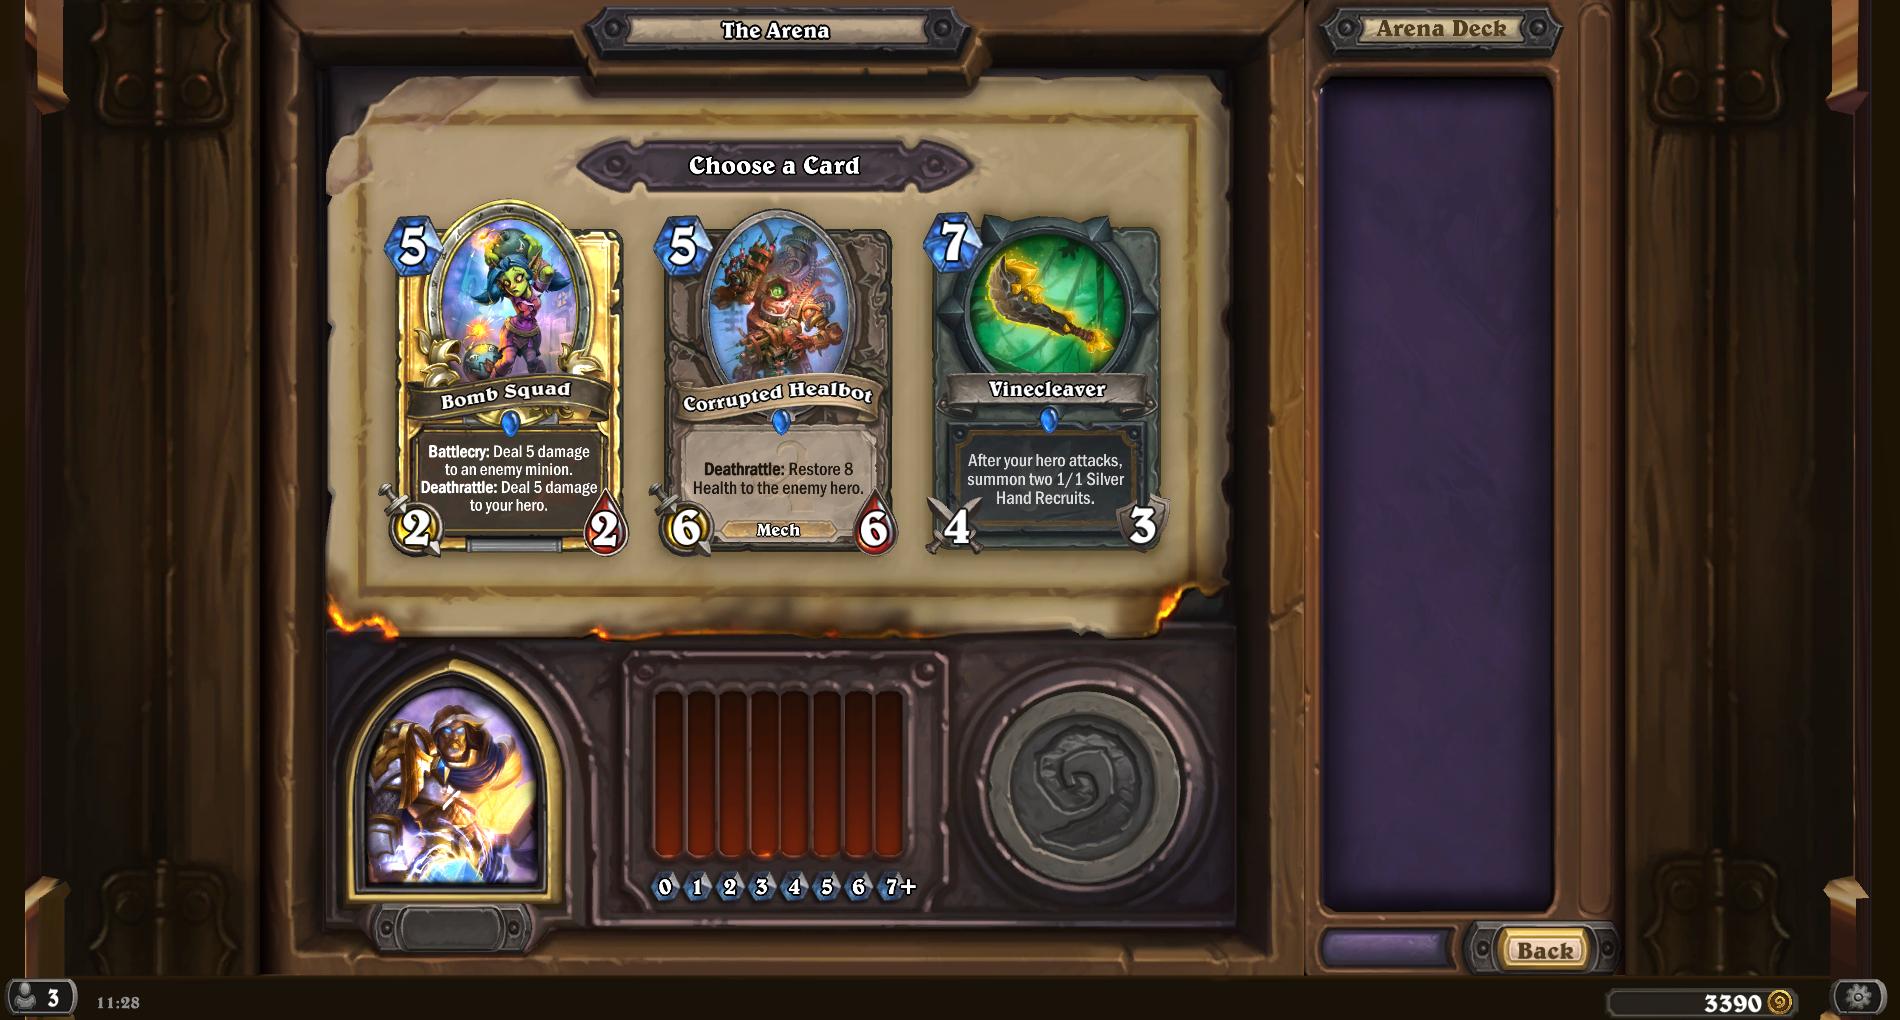 The Arena
Arena Deck
Choose a Card
5
Bomb Squad
Battlecry: Deal 5 damage
to an enemy minion.
Deathrattle: Deal 5 damage
to your hero.
2
2
5
Corrupted Healbot
Deathrattle: Restore 8
Health to the enemy hero.
Mech
6
6
7
Vinecleaver
After your hero attacks,
summon two 1/1 Silver
Hand Recruits.
4
3
0 1 2 3 4 5 6 7+
Back
3
11:28
3390